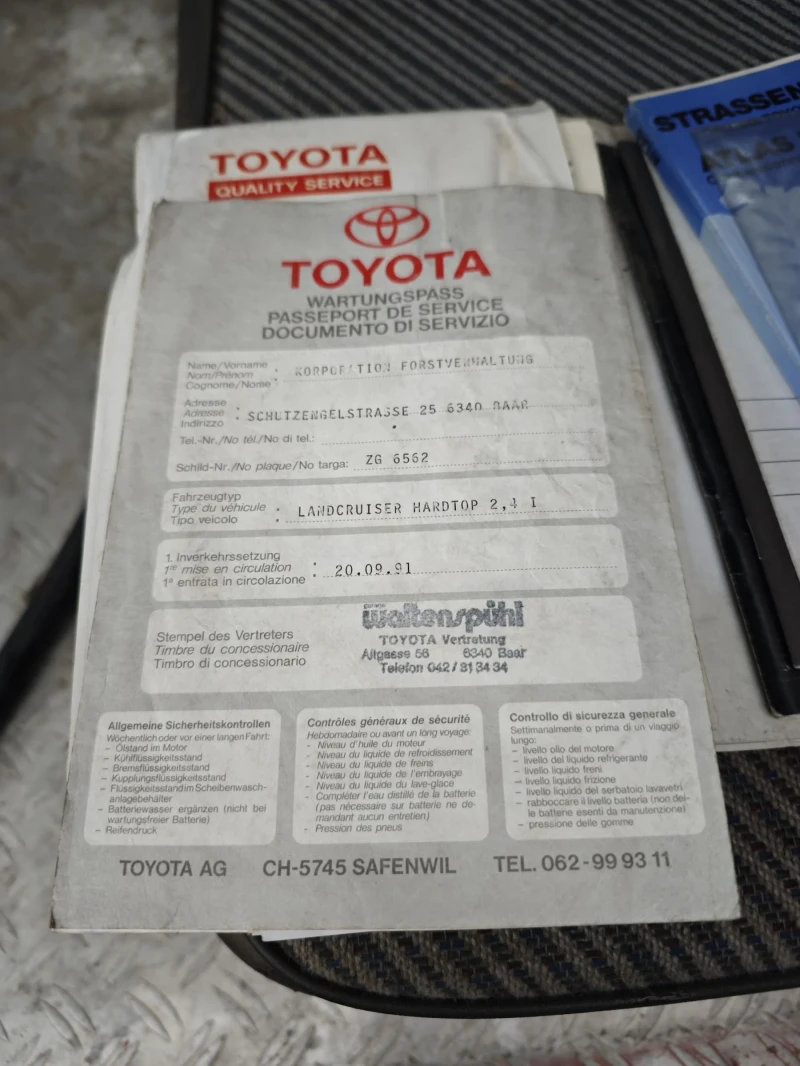 TOYOTA
QUALITY SERVICE
STRASSEN
ATLAS
TOYOTA
WARTUNGSPASS
PASSEPORT DE SERVICE
DOCUMENTO DI SERVIZIO
Name/Vorname
Nom/Prénom
Cognome/Nome
: KORPORATION FORSTVERWALTUNG
Adresse
Adresse
Indirizzo
: SCHUTZENGELSTRASSE 25 6340 BAAR
Tel.-Nr./No tél./No di tel.:
Schild-Nr./No plaque/No targa: ZG 6562
Fahrzeugtyp
Type du véhicule
Tipo veicolo
: LANDCRUISER HARDTOP 2,4 I
1. Inverkehrssetzung
1re mise en circulation
1a entrata in circolazione
: 20.09.91
Stempel des Vertreters
Timbre du concessionaire
Timbro di concessionario
garage
waltenspühl
TOYOTA Vertretung
Altgasse 56 6340 Baar
Telefon 042/31 34 34
Allgemeine Sicherheitskontrollen
Wöchentlich oder vor einer langen Fahrt:
– Ölstand im Motor
– Kühlflüssigkeitsstand
– Bremsflüssigkeitsstand
– Kupplungsflüssigkeitsstand
– Flüssigkeitsstand im Scheibenwasch-
anlagebehälter
– Batteriewasser ergänzen (nicht bei
wartungsfreier Batterie)
– Reifendruck
Contrôles généraux de sécurité
Hebdomadaire ou avant un long voyage:
– Niveau d'huile du moteur
– Niveau du liquide de refroidissement
– Niveau du liquide de freins
– Niveau du liquide de l'embrayage
– Niveau du liquide du lave-glace
– Compléter l'eau distillé de la batterie
(pas nécessaire sur batterie ne de-
mandant aucun entretien)
– Pression des pneus
Controllo di sicurezza generale
Settimanalmente o prima di un viaggio
lungo:
– livello olio del motore
– livello del liquido refrigerante
– livello liquido freni
– livello liquido frizione
– livello liquido del serbatoio lavavetri
– rabboccare il livello batteria (non del-
le batterie esenti da manutenzione)
– pressione delle gomme
TOYOTA AG CH-5745 SAFENWIL TEL. 062-99 93 11